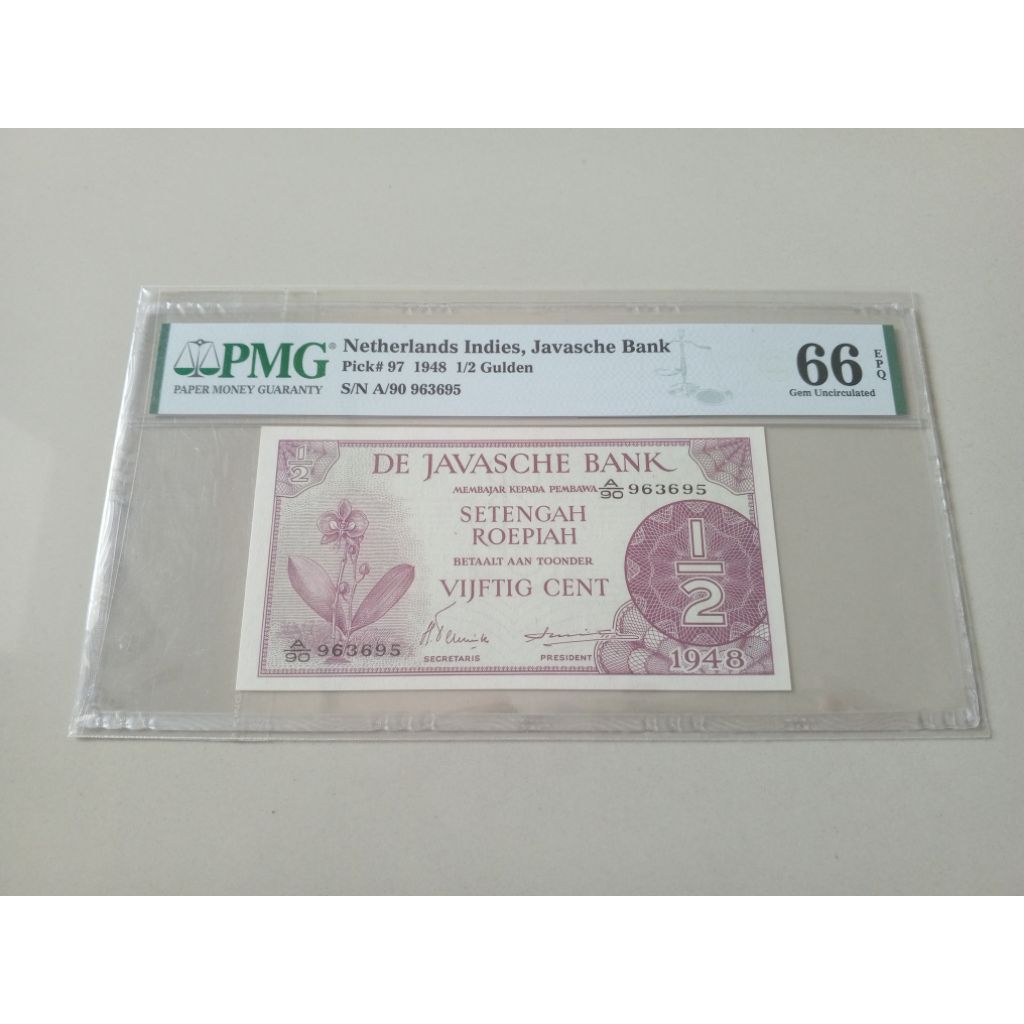 PMG®
PAPER MONEY GUARANTY
Netherlands Indies, Javasche Bank
Pick# 97 1948 1/2 Gulden
S/N A/90 963695
66 EPQ
Gem Uncirculated
1/2
DE JAVASCHE BANK
MEMBAJAR KEPADA PEMBAWA A/90 963695
SETENGAH
ROEPIAH
BETAALT AAN TOONDER
VIJFTIG CENT
1/2
A/90 963695
SECRETARIS
PRESIDENT
1948